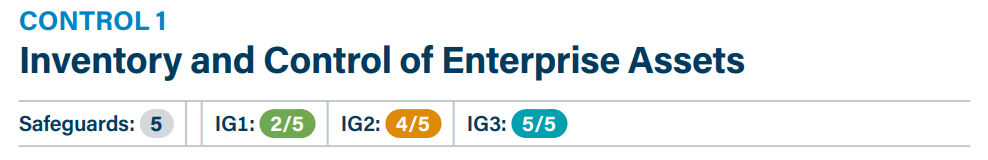 CONTROL 1
Inventory and Control of Enterprise Assets
Safeguards: 5 IG1: 2/5 IG2: 4/5 IG3: 5/5